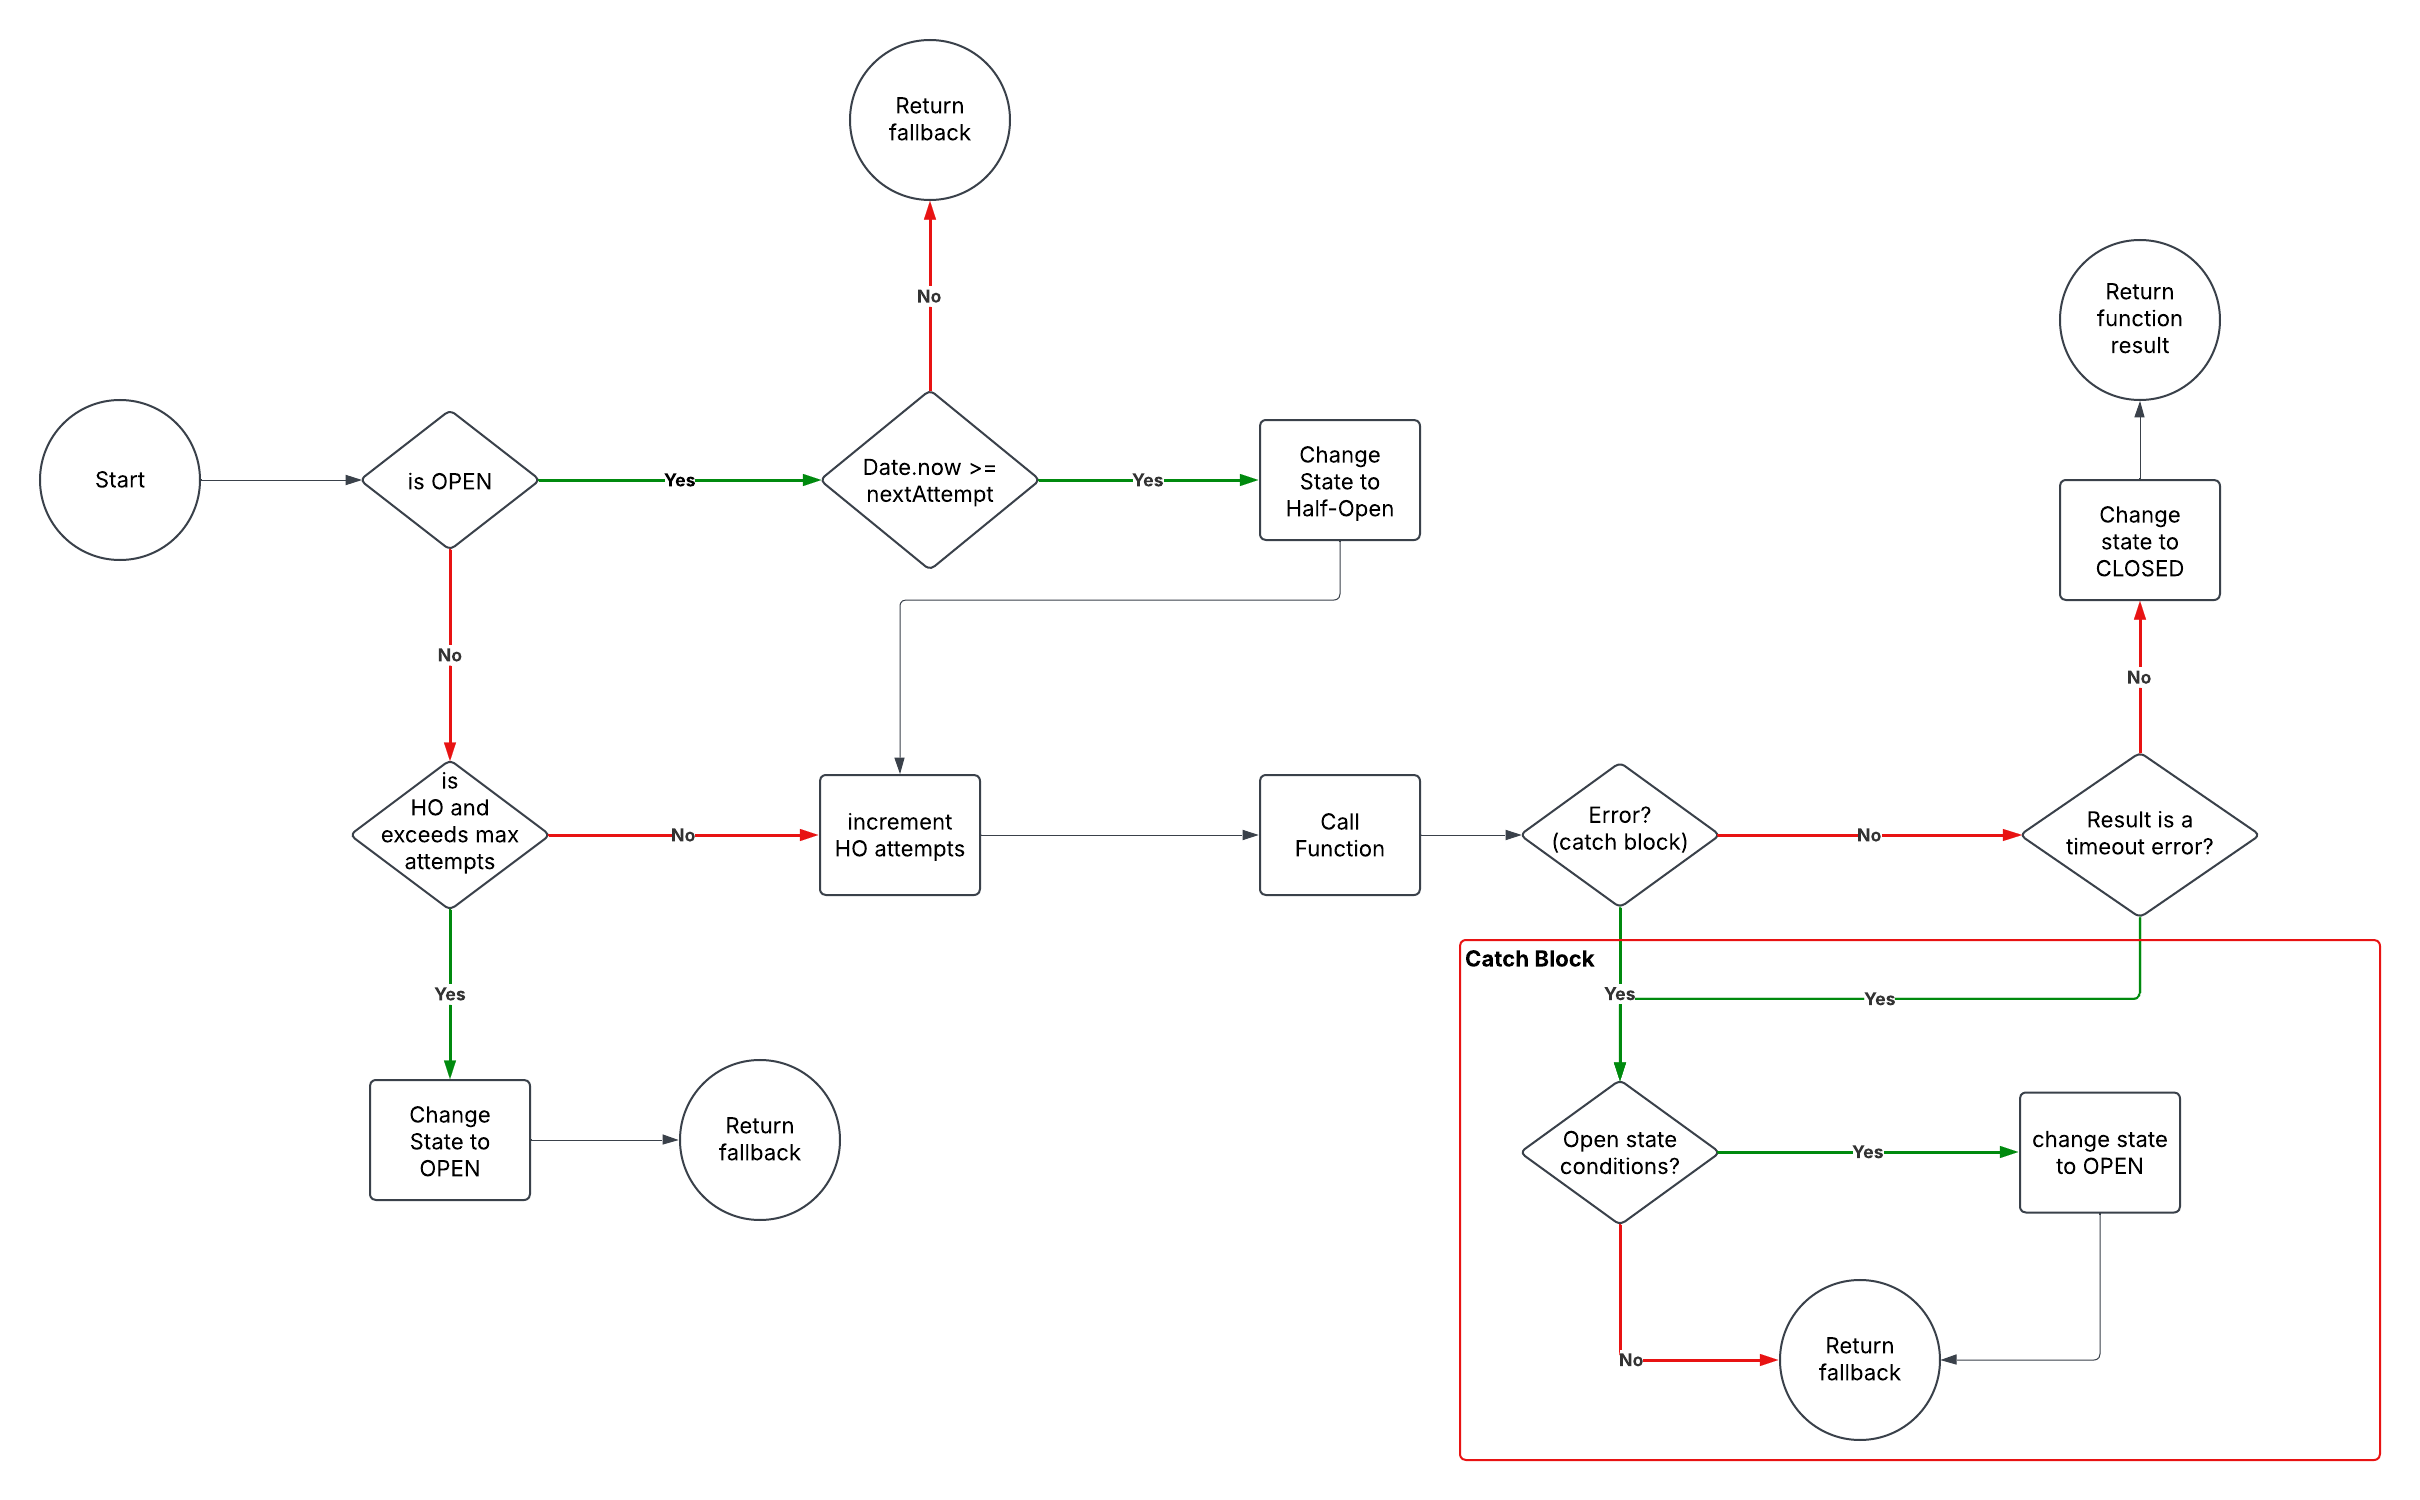 Return
fallback
No
Return
function
result
Start
is OPEN
Yes
Date.now >=
nextAttempt
Yes
Change
State to
Half-Open
Change
state to
CLOSED
No
No
is
HO and
exceeds max
attempts
No
increment
HO attempts
Call
Function
Error?
(catch block)
No
Result is a
timeout error?
Catch Block
Yes
Yes
Yes
Change
State to
OPEN
Return
fallback
Open state
conditions?
Yes
change state
to OPEN
No
Return
fallback